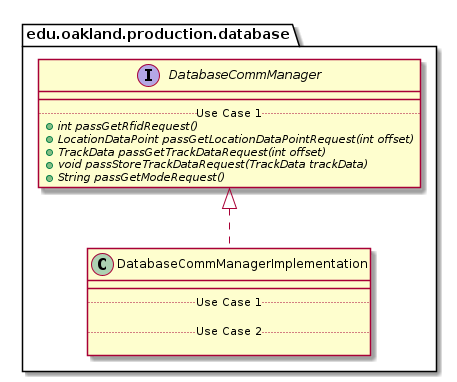 edu.oakland.production.database
I DatabaseCommManager
Use Case 1
int passGetRfidRequest()
LocationDataPoint passGetLocationDataPointRequest(int offset)
TrackData passGetTrackDataRequest(int offset)
void passStoreTrackDataRequest(TrackData trackData)
String passGetModeRequest()
C DatabaseCommManagerImplementation
Use Case 1
Use Case 2